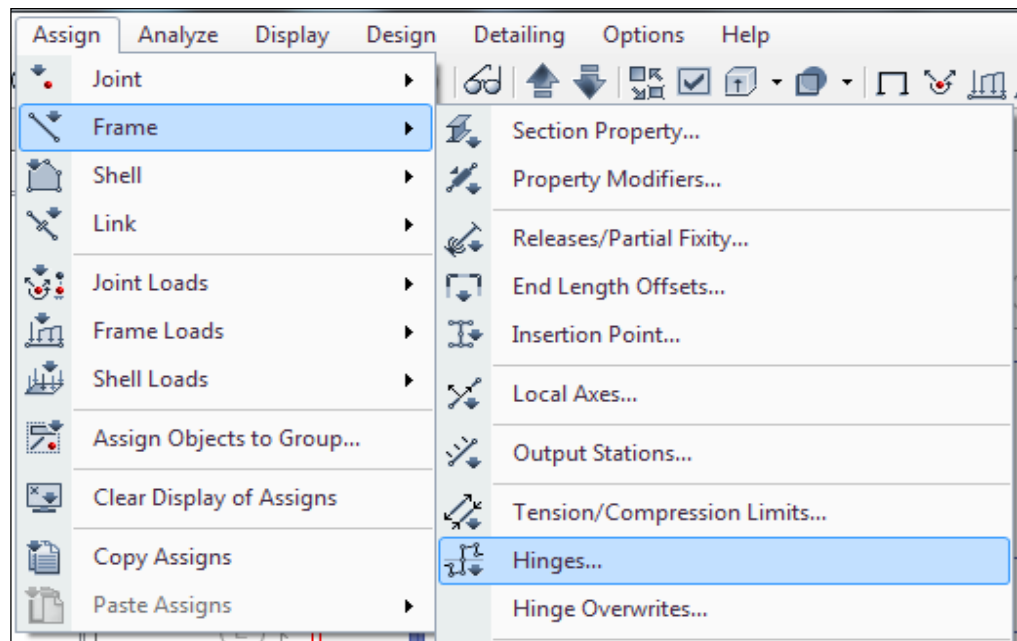 Assign Analyze Display Design Detailing Options Help
Joint
Frame
Shell
Link
Joint Loads
Frame Loads
Shell Loads
Assign Objects to Group...
Clear Display of Assigns
Copy Assigns
Paste Assigns
Section Property...
Property Modifiers...
Releases/Partial Fixity...
End Length Offsets...
Insertion Point...
Local Axes...
Output Stations...
Tension/Compression Limits...
Hinges...
Hinge Overwrites...